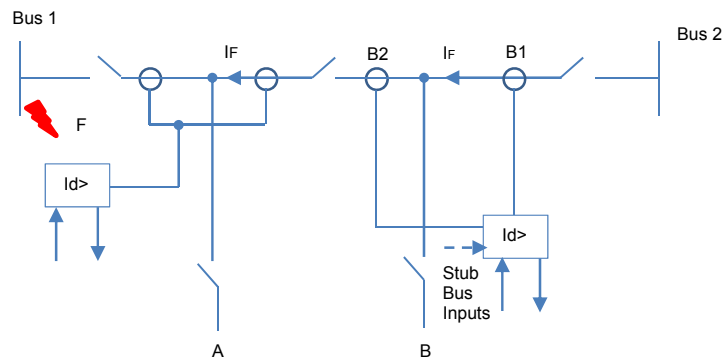 Bus 1
Bus 2
IF
B2
IF
B1
F
Id>
Id>
Stub
Bus
Inputs
A
B